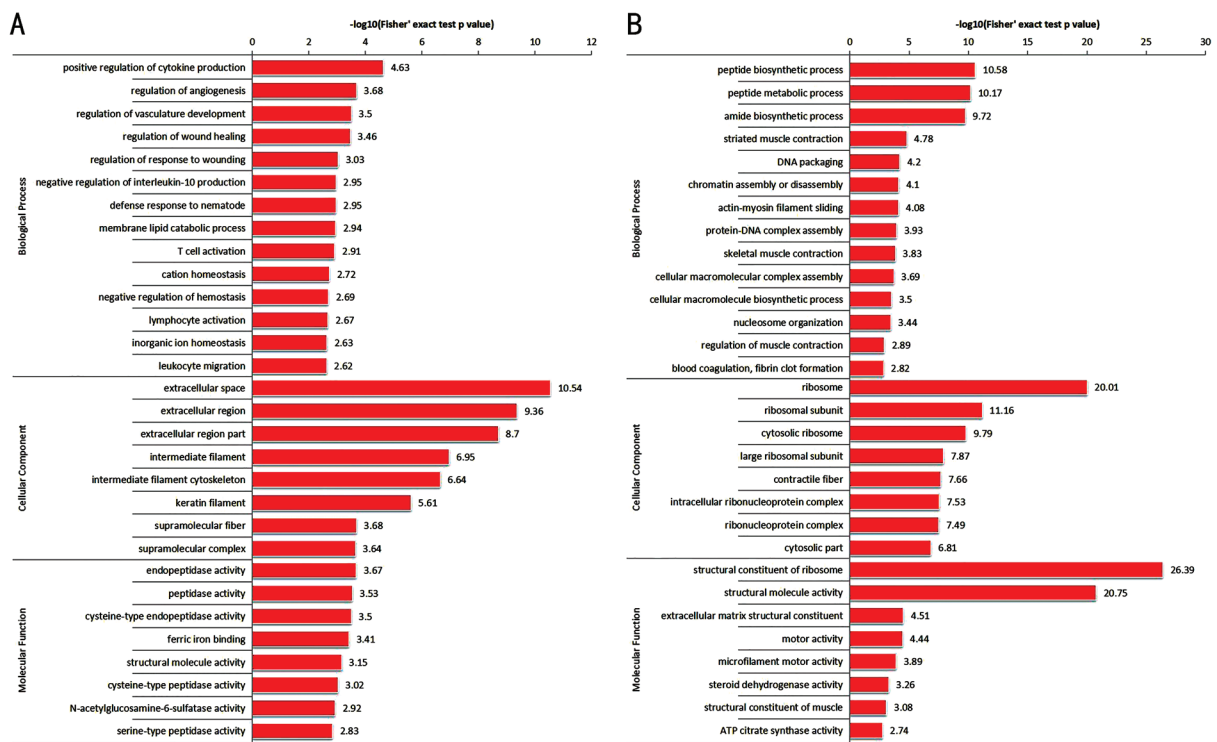 A
-log10(Fisher' exact test p value)
0 2 4 6 8 10 12
Biological Process
positive regulation of cytokine production 4.63
regulation of angiogenesis 3.68
regulation of vasculature development 3.5
regulation of wound healing 3.46
regulation of response to wounding 3.03
negative regulation of interleukin-10 production 2.95
defense response to nematode 2.95
membrane lipid catabolic process 2.94
T cell activation 2.91
cation homeostasis 2.72
negative regulation of hemostasis 2.69
lymphocyte activation 2.67
inorganic ion homeostasis 2.63
leukocyte migration 2.62
Cellular Component
extracellular space 10.54
extracellular region 9.36
extracellular region part 8.7
intermediate filament 6.95
intermediate filament cytoskeleton 6.64
keratin filament 5.61
supramolecular fiber 3.68
supramolecular complex 3.64
Molecular Function
endopeptidase activity 3.67
peptidase activity 3.53
cysteine-type endopeptidase activity 3.5
ferric iron binding 3.41
structural molecule activity 3.15
cysteine-type peptidase activity 3.02
N-acetylglucosamine-6-sulfatase activity 2.92
serine-type peptidase activity 2.83
B
-log10(Fisher' exact test p value)
0 5 10 15 20 25 30
Biological Process
peptide biosynthetic process 10.58
peptide metabolic process 10.17
amide biosynthetic process 9.72
striated muscle contraction 4.78
DNA packaging 4.2
chromatin assembly or disassembly 4.1
actin-myosin filament sliding 4.08
protein-DNA complex assembly 3.93
skeletal muscle contraction 3.83
cellular macromolecular complex assembly 3.69
cellular macromolecule biosynthetic process 3.5
nucleosome organization 3.44
regulation of muscle contraction 2.89
blood coagulation, fibrin clot formation 2.82
Cellular Component
ribosome 20.01
ribosomal subunit 11.16
cytosolic ribosome 9.79
large ribosomal subunit 7.87
contractile fiber 7.66
intracellular ribonucleoprotein complex 7.53
ribonucleoprotein complex 7.49
cytosolic part 6.81
Molecular Function
structural constituent of ribosome 26.39
structural molecule activity 20.75
extracellular matrix structural constituent 4.51
motor activity 4.44
microfilament motor activity 3.89
steroid dehydrogenase activity 3.26
structural constituent of muscle 3.08
ATP citrate synthase activity 2.74